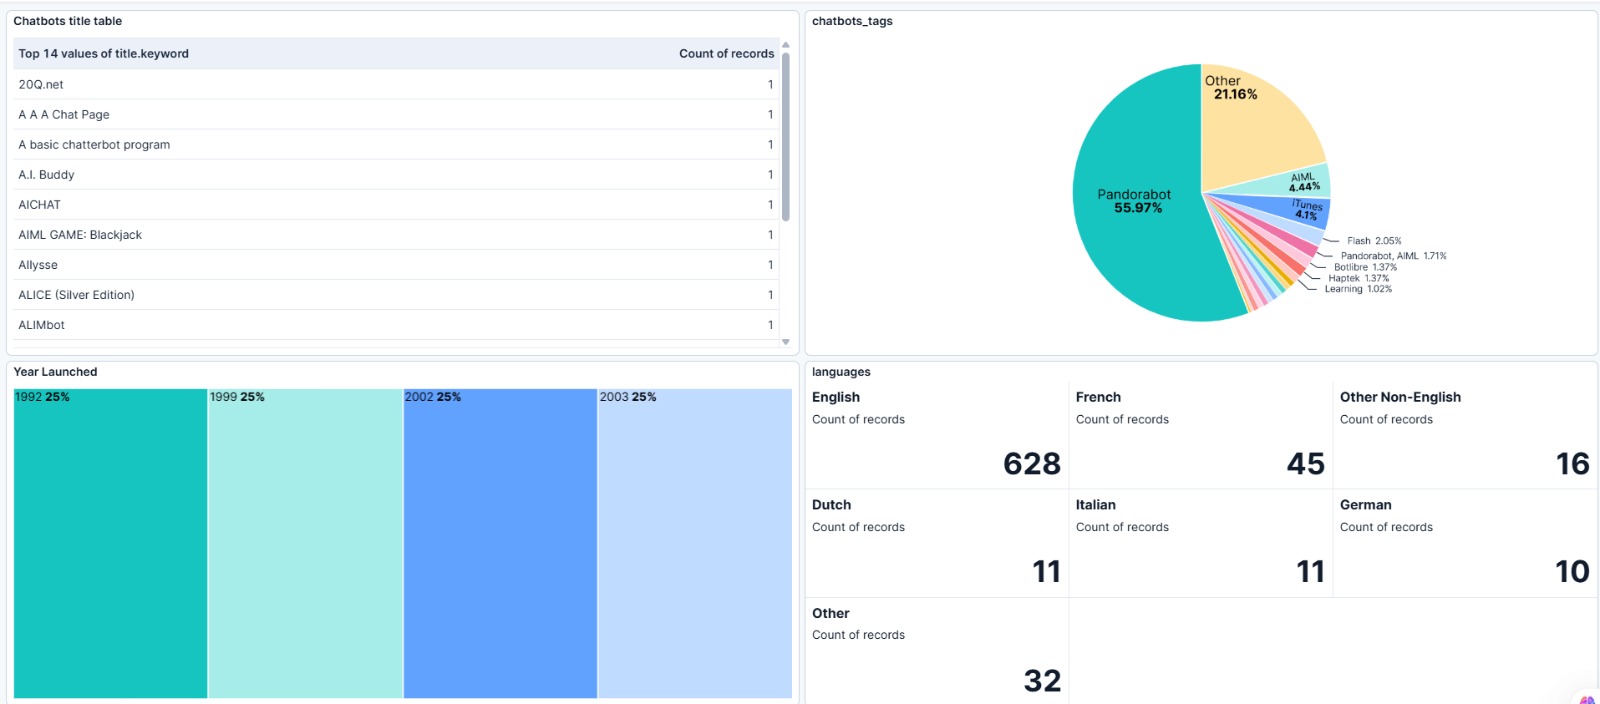 Chatbots title table
Top 14 values of title.keyword Count of records
20Q.net 1
A A A Chat Page 1
A basic chatterbot program 1
A.I. Buddy 1
AICHAT 1
AIML GAME: Blackjack 1
AIlysse 1
ALICE (Silver Edition) 1
ALIMbot 1
chatbots_tags
Other
21.16%
AIML
4.44%
iTunes
4.1%
Pandorabot
55.97%
Flash 2.05%
Pandorabot, AIML 1.71%
Botlibre 1.37%
Haptek 1.37%
Learning 1.02%
Year Launched
1992 25% 1999 25% 2002 25% 2003 25%
languages
English French Other Non-English
Count of records Count of records Count of records
628 45 16
Dutch Italian German
Count of records Count of records Count of records
11 11 10
Other
Count of records
32